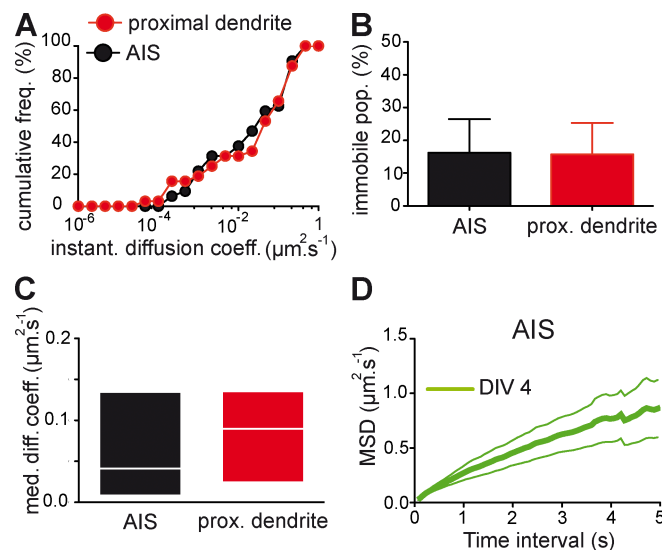 A
proximal dendrite
AIS
cumulative freq. (%)
100
80
60
40
20
0
10⁻⁶
10⁻⁴
10⁻²
1
instant. diffusion coeff. (µm².s⁻¹)
B
immobile pop. (%)
50
40
30
20
10
0
AIS
prox. dendrite
C
med. diff. coeff. (µm².s⁻¹)
0.2
0.1
0.0
AIS
prox. dendrite
D
AIS
DIV 4
MSD (µm².s⁻¹)
1.5
1.0
0.5
0.0
0
1
2
3
4
5
Time interval (s)